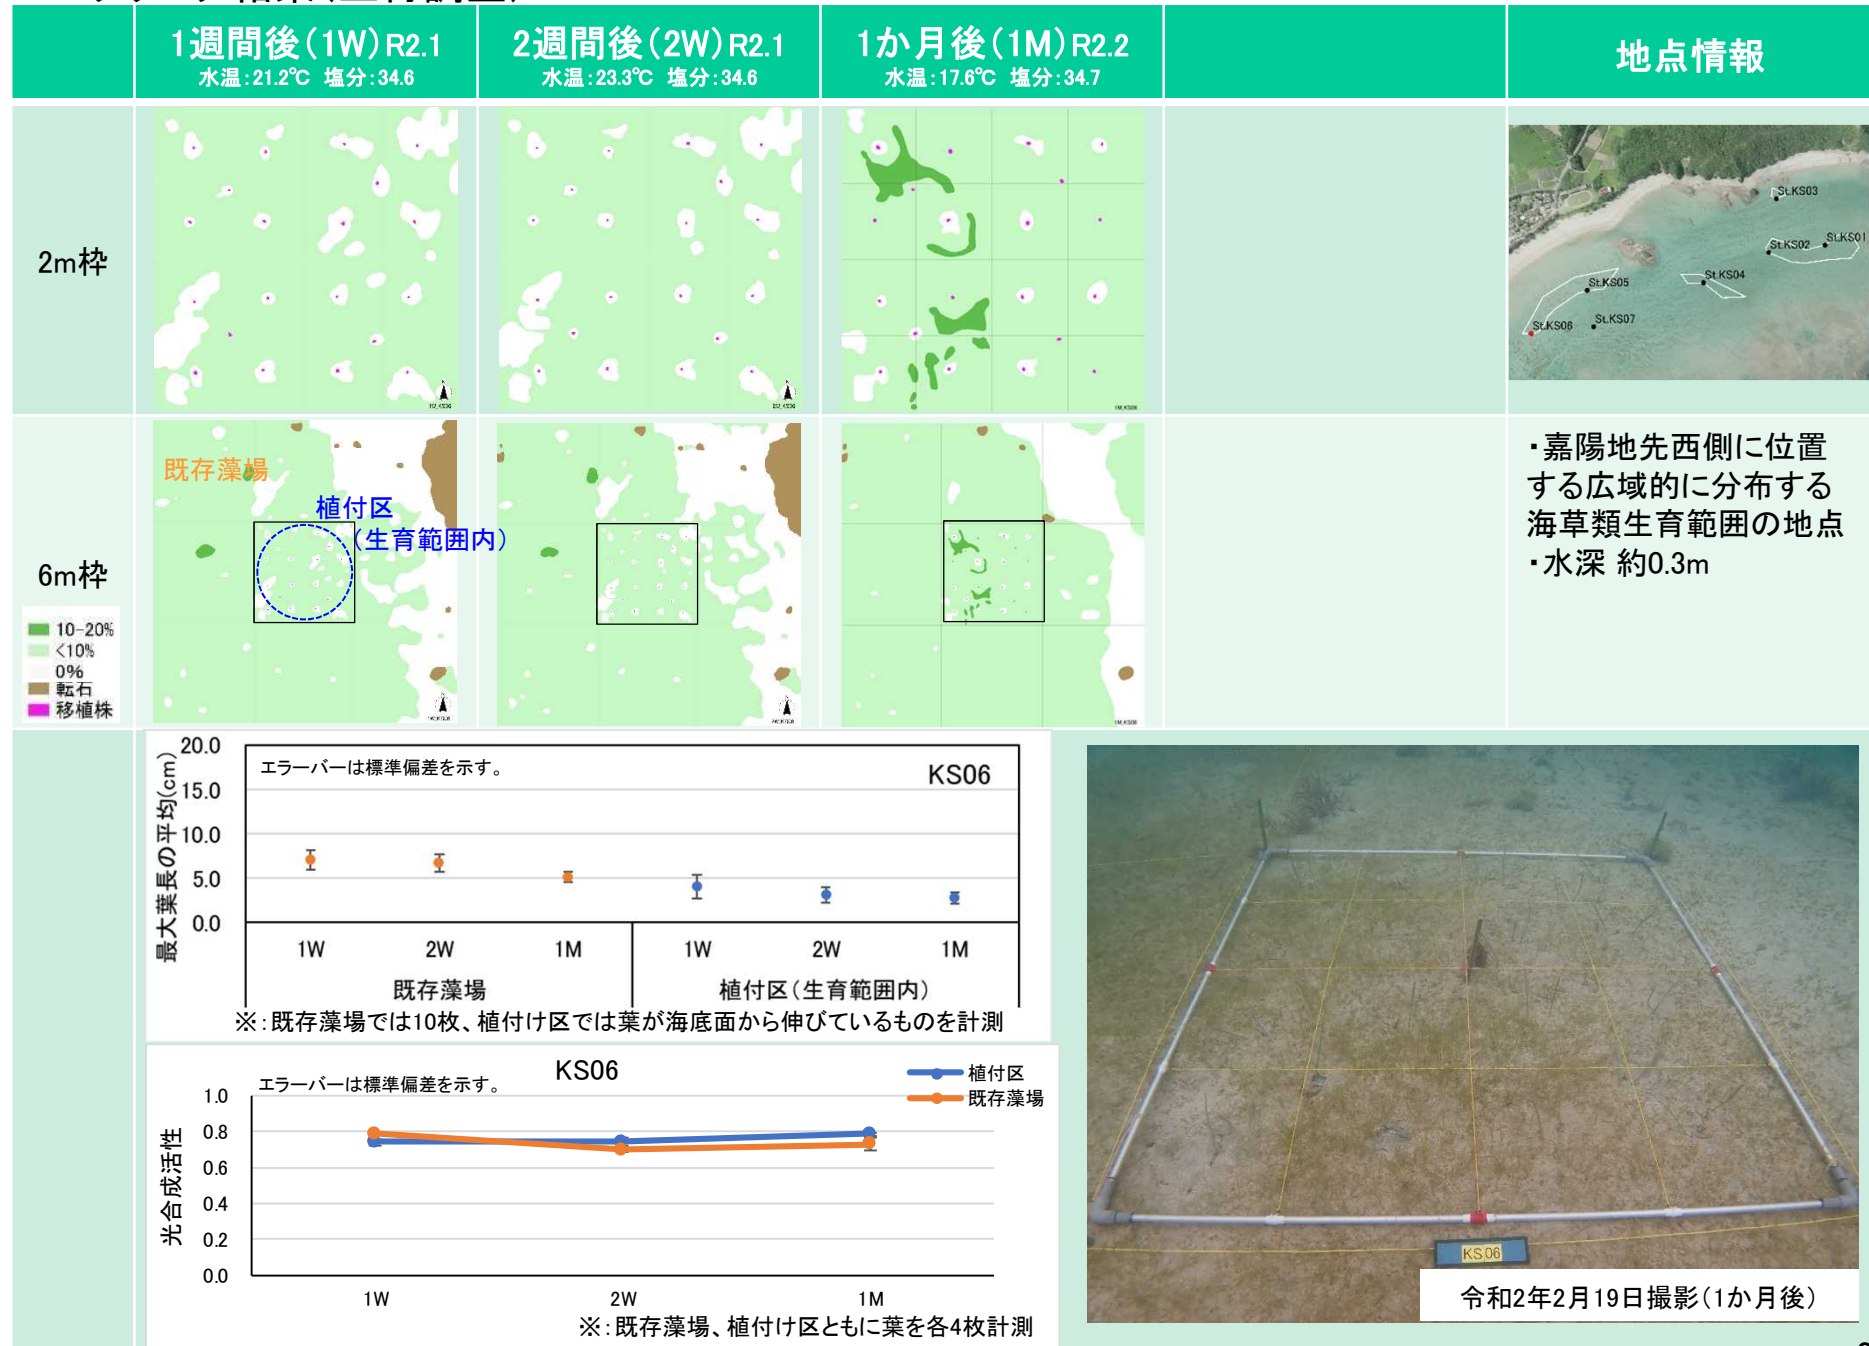 1週間後(1W)R2.1
水温:21.2℃ 塩分:34.6
2週間後(2W)R2.1
水温:23.3℃ 塩分:34.6
1か月後(1M)R2.2
水温:17.6℃ 塩分:34.7
地点情報
2m枠
St.KS03
St.KS02
St.KS01
St.KS04
St.KS05
St.KS06
St.KS07
6m枠
10-20%
<10%
0%
転石
移植株
既存藻場
植付区
(生育範囲内)
・嘉陽地先西側に位置
する広域的に分布する
海草類生育範囲の地点
・水深 約0.3m
最大葉長の平均(cm)
20.0
15.0
10.0
5.0
0.0
エラーバーは標準偏差を示す。
KS06
1W 2W 1M 1W 2W 1M
既存藻場 植付区(生育範囲内)
※:既存藻場では10枚、植付け区では葉が海底面から伸びているものを計測
KS06
エラーバーは標準偏差を示す。
植付区
既存藻場
光合成活性
1.0
0.8
0.6
0.4
0.2
0.0
1W 2W 1M
※:既存藻場、植付け区ともに葉を各4枚計測
KS06
令和2年2月19日撮影(1か月後)